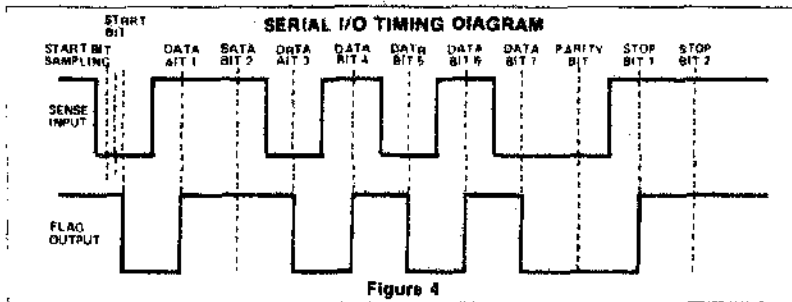 SERIAL I/O TIMING DIAGRAM
START BIT
START BIT SAMPLING
DATA BIT 1
DATA BIT 2
DATA BIT 3
DATA BIT 4
DATA BIT 5
DATA BIT 6
DATA BIT 7
PARITY BIT
STOP BIT 1
STOP BIT 2
SENSE INPUT
FLAG OUTPUT
Figure 4